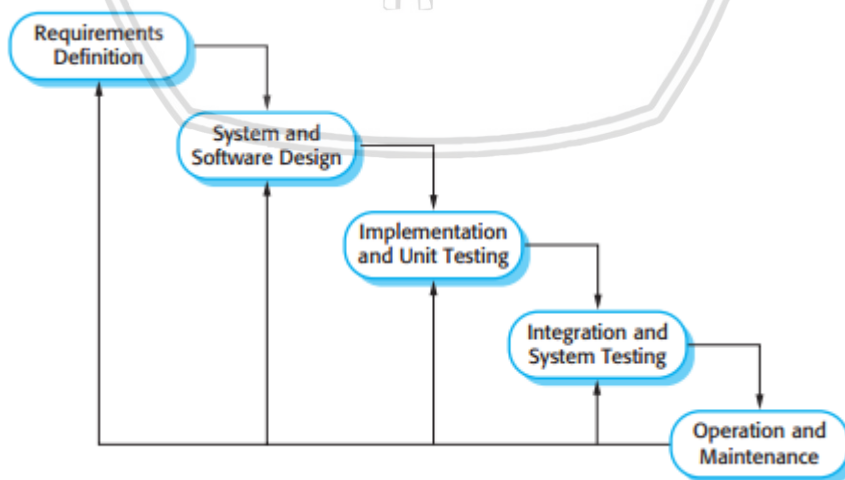 Requirements
Definition
System and
Software Design
Implementation
and Unit Testing
Integration and
System Testing
Operation and
Maintenance